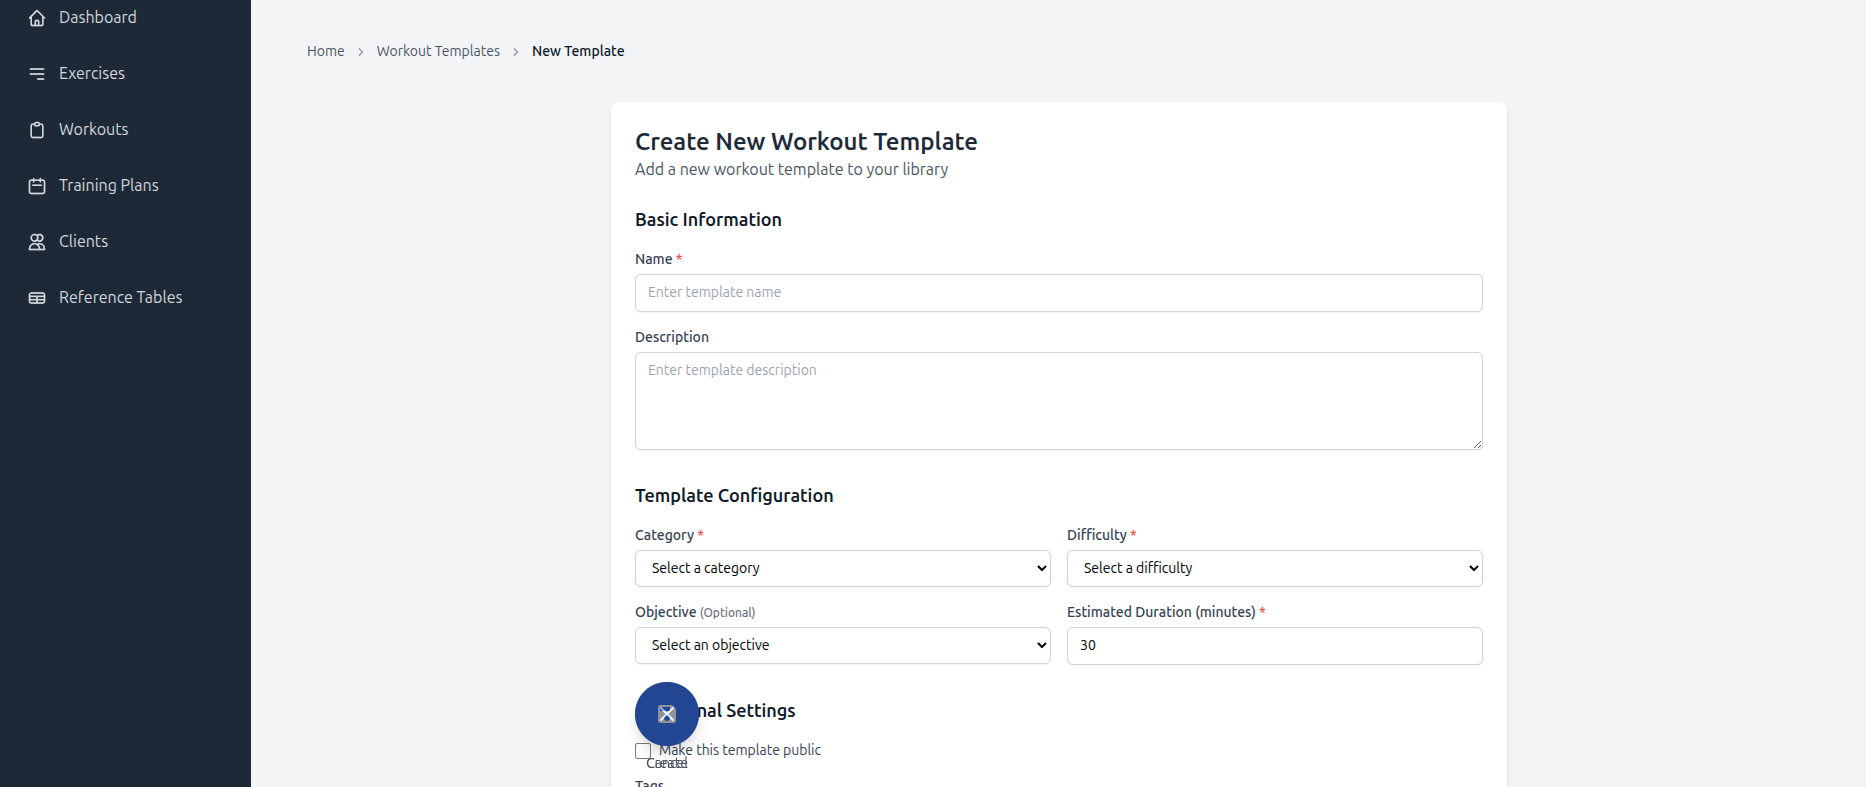 Dashboard
Exercises
Workouts
Training Plans
Clients
Reference Tables
Home > Workout Templates > New Template
Create New Workout Template
Add a new workout template to your library
Basic Information
Name *
Enter template name
Description
Enter template description
Template Configuration
Category *
Select a category
Difficulty *
Select a difficulty
Objective (Optional)
Select an objective
Estimated Duration (minutes) *
30
nal Settings
Make this template public
Tags